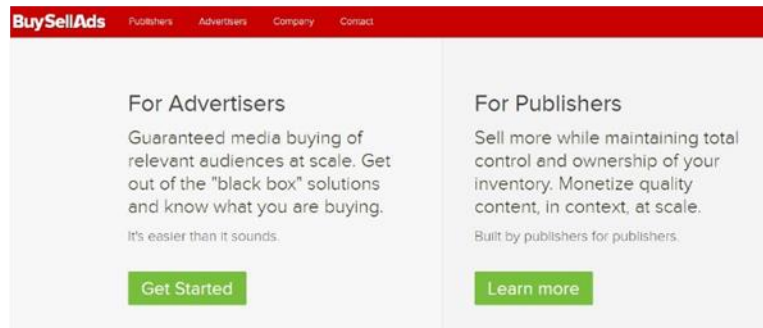 BuySellAds Publishers Advertisers Company Contact
For Advertisers
Guaranteed media buying of
relevant audiences at scale. Get
out of the "black box" solutions
and know what you are buying.
It's easier than it sounds.
Get Started
For Publishers
Sell more while maintaining total
control and ownership of your
inventory. Monetize quality
content, in context, at scale.
Built by publishers for publishers.
Learn more